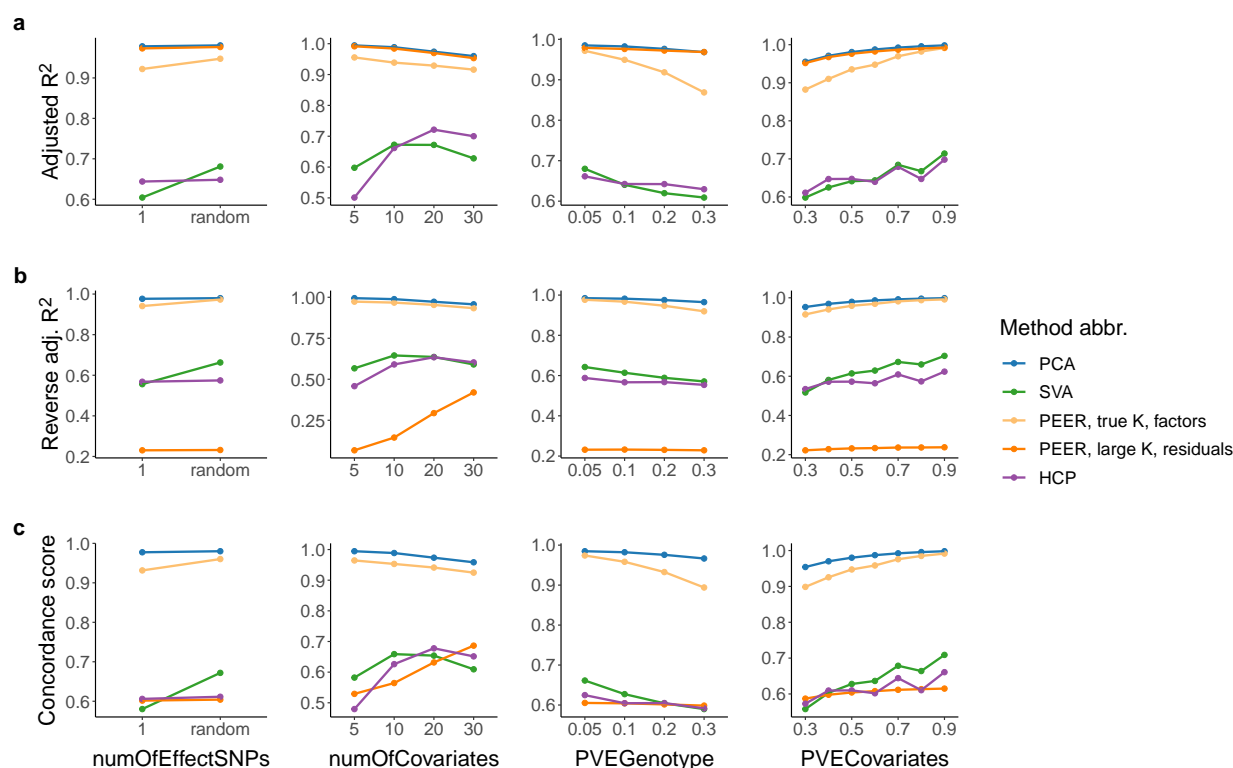 a
Adjusted R2
0.9
0.8
0.7
0.6
1 random
1.0
0.9
0.8
0.7
0.6
0.5
5 10 20 30
1.0
0.9
0.8
0.7
0.6
0.05 0.1 0.2 0.3
1.0
0.9
0.8
0.7
0.6
0.3 0.5 0.7 0.9
b
Reverse adj. R2
1.0
0.8
0.6
0.4
0.2
1 random
1.00
0.75
0.50
0.25
5 10 20 30
1.0
0.8
0.6
0.4
0.2
0.05 0.1 0.2 0.3
1.0
0.8
0.6
0.4
0.2
0.3 0.5 0.7 0.9
c
Concordance score
1.0
0.9
0.8
0.7
0.6
1 random
numOfEffectSNPs
1.0
0.9
0.8
0.7
0.6
0.5
5 10 20 30
numOfCovariates
1.0
0.9
0.8
0.7
0.6
0.05 0.1 0.2 0.3
PVEGenotype
1.0
0.9
0.8
0.7
0.6
0.3 0.5 0.7 0.9
PVECovariates
Method abbr.
PCA
SVA
PEER, true K, factors
PEER, large K, residuals
HCP